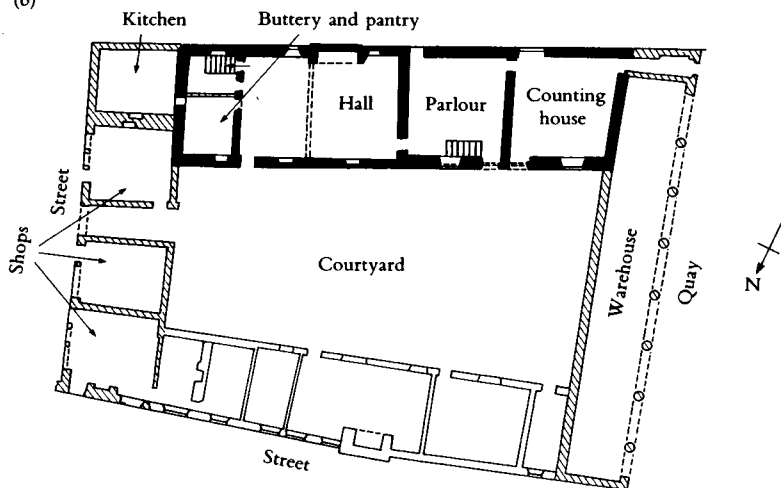 (b)
Kitchen
Buttery and pantry
Hall
Parlour
Counting
house
Street
Shops
Courtyard
Warehouse
Quay
N
Street